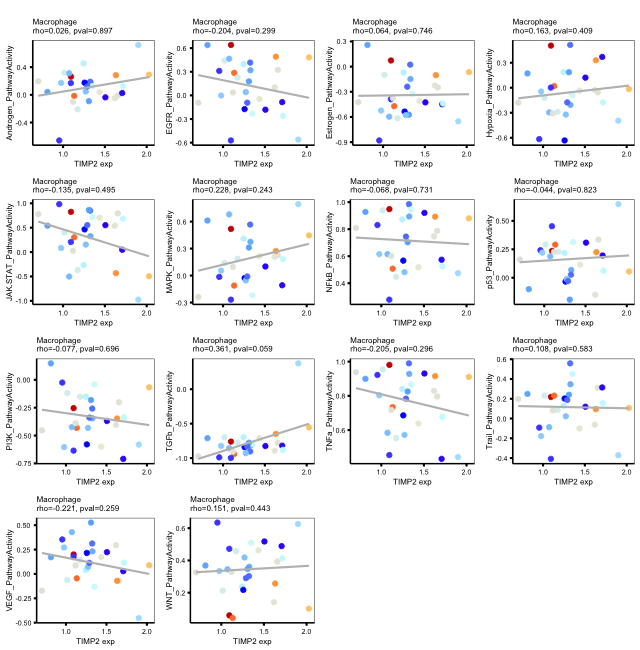 Macrophage
rho=0.026, pval=0.897
Androgen_PathwayActivity
0.4
0.0
-0.4
1.0 1.5 2.0
TIMP2 exp
Macrophage
rho=-0.204, pval=0.299
EGFR_PathwayActivity
0.6
0.3
0.0
-0.3
-0.6
1.0 1.5 2.0
TIMP2 exp
Macrophage
rho=0.064, pval=0.746
Estrogen_PathwayActivity
0.3
0.0
-0.3
-0.6
-0.9
1.0 1.5 2.0
TIMP2 exp
Macrophage
rho=0.163, pval=0.409
Hypoxia_PathwayActivity
0.3
0.0
-0.3
-0.6
1.0 1.5 2.0
TIMP2 exp
Macrophage
rho=-0.135, pval=0.495
JAK-STAT_PathwayActivity
1.0
0.5
0.0
-0.5
-1.0
1.0 1.5 2.0
TIMP2 exp
Macrophage
rho=0.228, pval=0.243
MAPK_PathwayActivity
0.6
0.3
0.0
-0.3
1.0 1.5 2.0
TIMP2 exp
Macrophage
rho=-0.068, pval=0.731
NFkB_PathwayActivity
1.0
0.8
0.6
0.4
1.0 1.5 2.0
TIMP2 exp
Macrophage
rho=-0.044, pval=0.823
p53_PathwayActivity
0.50
0.25
0.00
1.0 1.5 2.0
TIMP2 exp
Macrophage
rho=-0.077, pval=0.696
PI3K_PathwayActivity
0.00
-0.25
-0.50
-0.75
1.0 1.5 2.0
TIMP2 exp
Macrophage
rho=0.361, pval=0.059
TGFb_PathwayActivity
0.0
-0.5
-1.0
1.0 1.5 2.0
TIMP2 exp
Macrophage
rho=-0.205, pval=0.296
TNFa_PathwayActivity
1.0
0.8
0.6
1.0 1.5 2.0
TIMP2 exp
Macrophage
rho=0.108, pval=0.583
Trail_PathwayActivity
0.6
0.4
0.2
0.0
-0.2
-0.4
1.0 1.5 2.0
TIMP2 exp
Macrophage
rho=-0.221, pval=0.259
VEGF_PathwayActivity
0.50
0.25
0.00
-0.25
-0.50
1.0 1.5 2.0
TIMP2 exp
Macrophage
rho=0.151, pval=0.443
WNT_PathwayActivity
0.6
0.4
0.2
1.0 1.5 2.0
TIMP2 exp